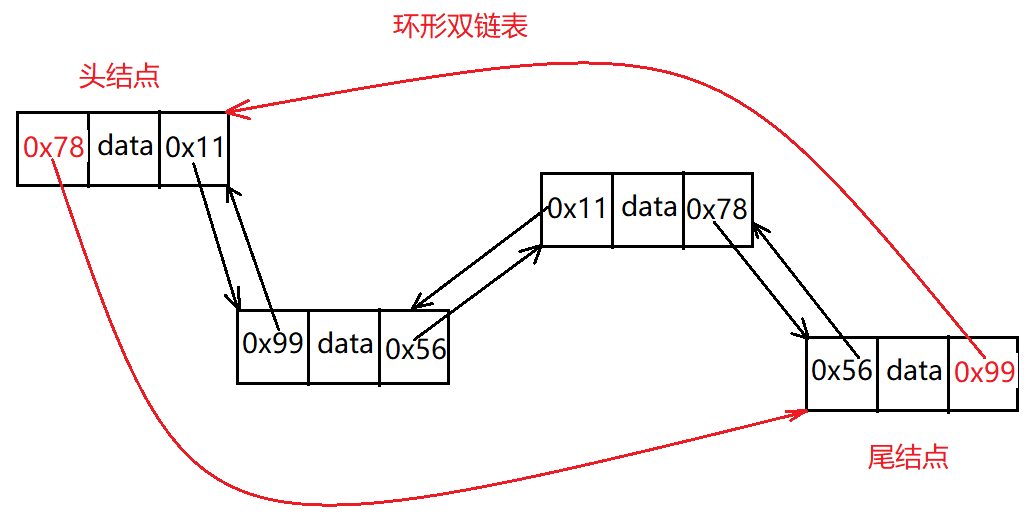 环形双链表
头结点
0x78 data 0x11
0x11 data 0x78
0x99 data 0x56
0x56 data 0x99
尾结点